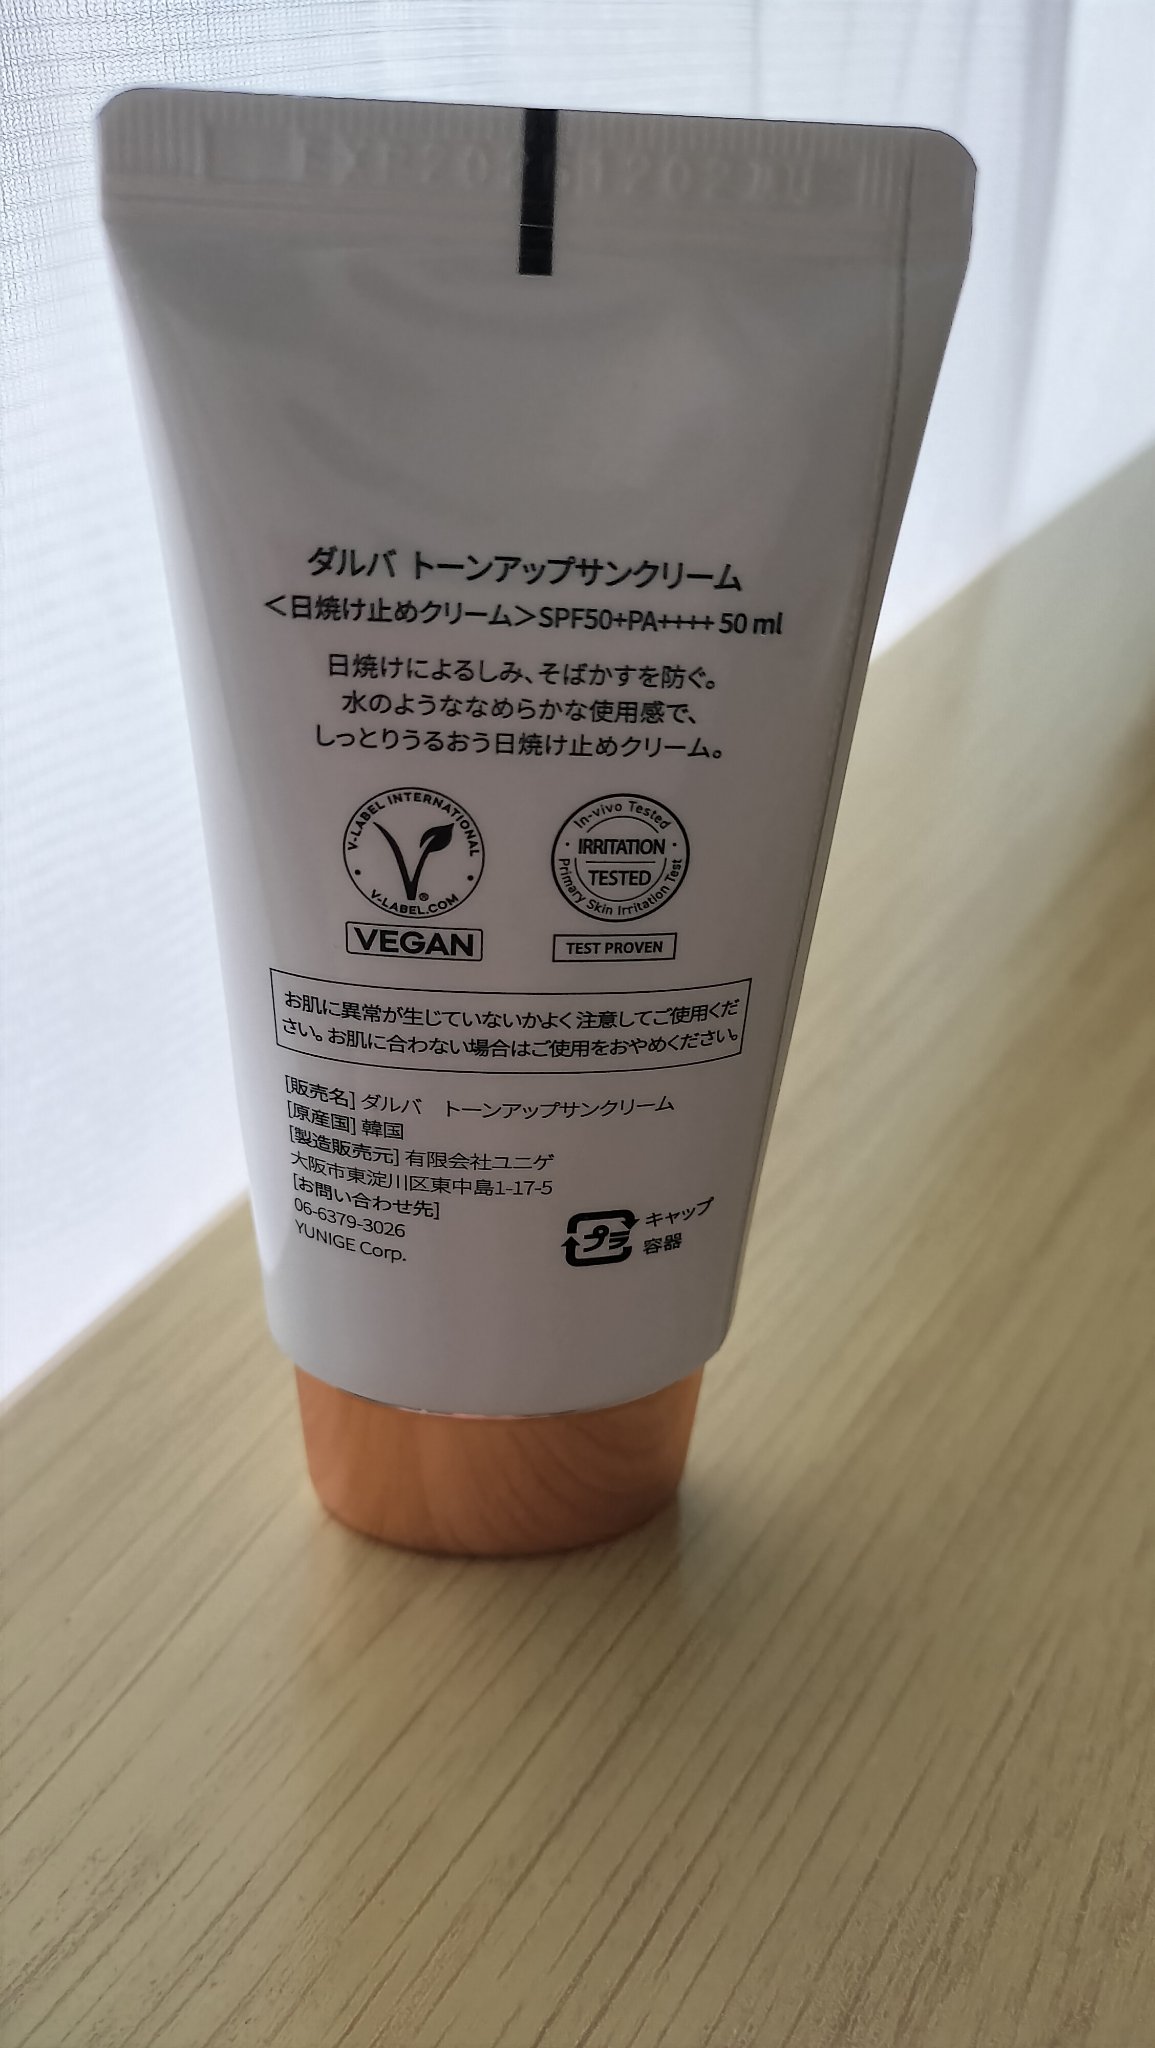 ダルバ トーンアップサンクリーム
＜日焼け止めクリーム＞SPF50+PA++++ 50 ml
日焼けによるしみ、そばかすを防ぐ。
水のようななめらかな使用感で、
しっとりうるおう日焼け止めクリーム。
V-LABEL INTERNATIONAL
V-LABEL.COM
®
VEGAN
In-vivo Tested
IRRITATION
TESTED
Primary Skin Irritation Test
TEST PROVEN
お肌に異常が生じていないかよく注意してご使用くだ
さい。お肌に合わない場合はご使用をおやめください。
[販売名] ダルバ　トーンアップサンクリーム
[原産国] 韓国
[製造販売元] 有限会社ユニゲ
大阪市東淀川区東中島1-17-5
[お問い合わせ先]
06-6379-3026
YUNIGE Corp.
プラ
キャップ
容器